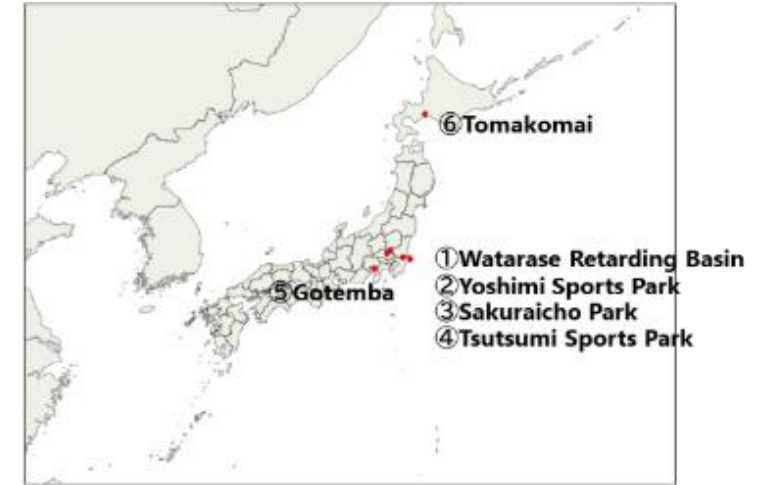 ⑥Tomakomai
①Watarase Retarding Basin
②Yoshimi Sports Park
⑤Gotemba
③Sakuraicho Park
④Tsutsumi Sports Park